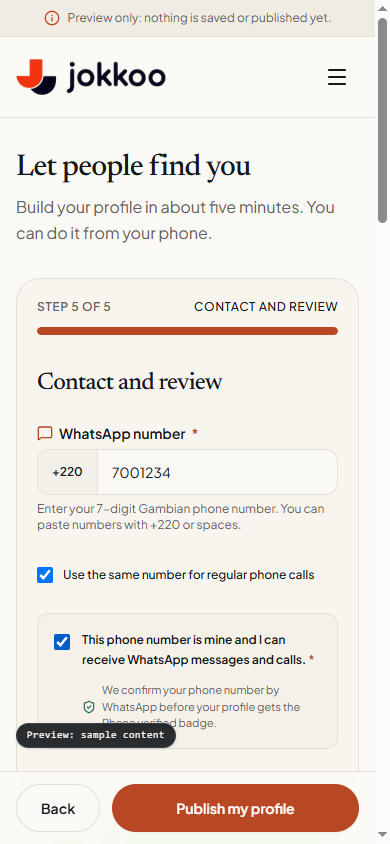 Preview only: nothing is saved or published yet.
jokkoo
Let people find you
Build your profile in about five minutes. You
can do it from your phone.
STEP 5 OF 5 CONTACT AND REVIEW
Contact and review
WhatsApp number *
+220 7001234
Enter your 7-digit Gambian phone number. You can
paste numbers with +220 or spaces.
Use the same number for regular phone calls
This phone number is mine and I can
receive WhatsApp messages and calls. *
We confirm your phone number by
WhatsApp before your profile gets the
Phone verified badge.
Preview: sample content
Back Publish my profile